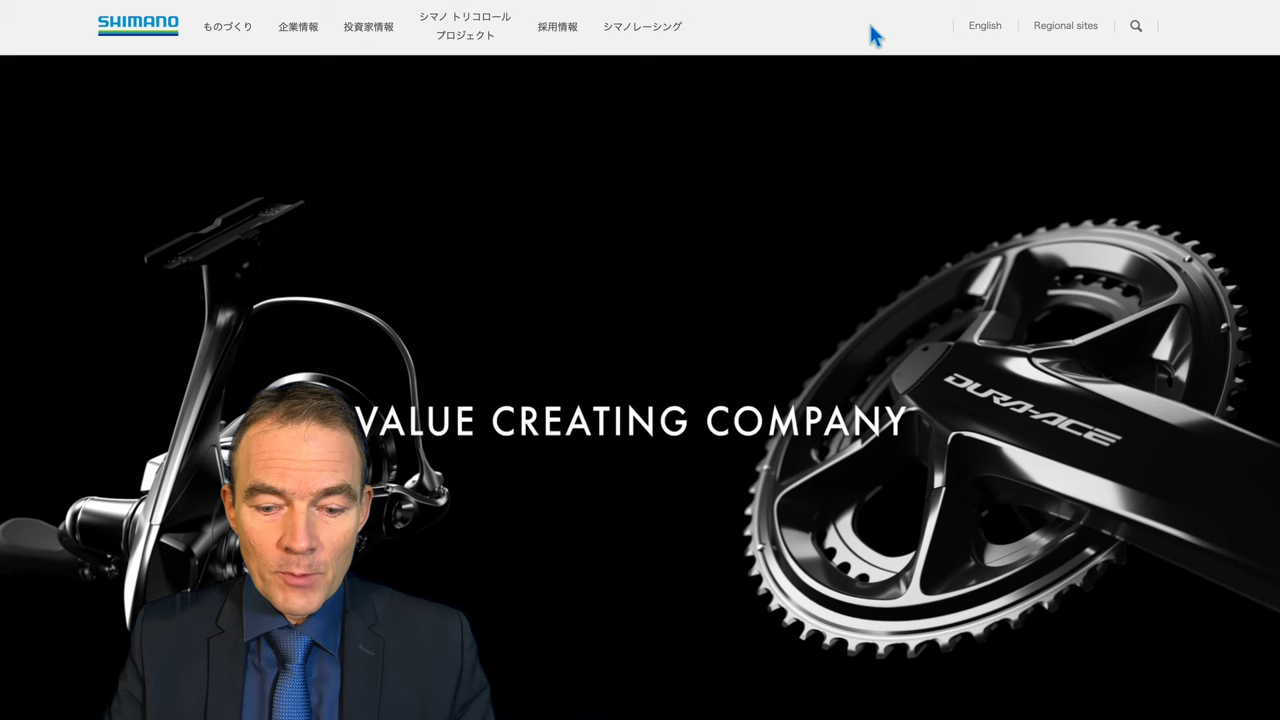 SHIMANO
ものづくり
企業情報
投資家情報
シマノ トリコロール
プロジェクト
採用情報
シマノレーシング
English
Regional sites
VALUE CREATING COMPANY
DURA-ACE